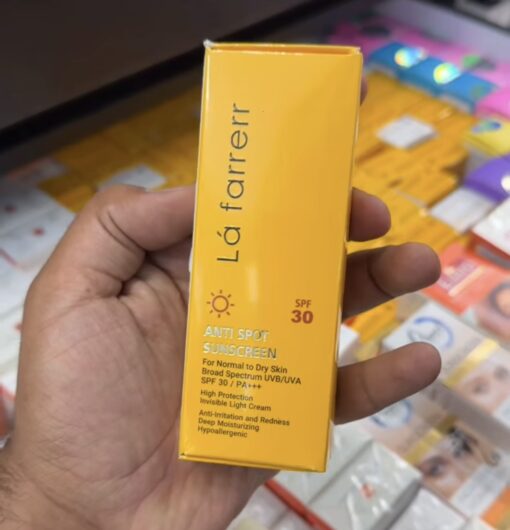 Lá farrerr
SPF
30
ANTI SPOT
SUNSCREEN
For Normal to Dry Skin
Broad Spectrum UVB/UVA
SPF 30 / PA+++
High Protection
Invisible Light Cream
Anti-Irritation and Redness
Deep Moisturizing
Hypoallergenic